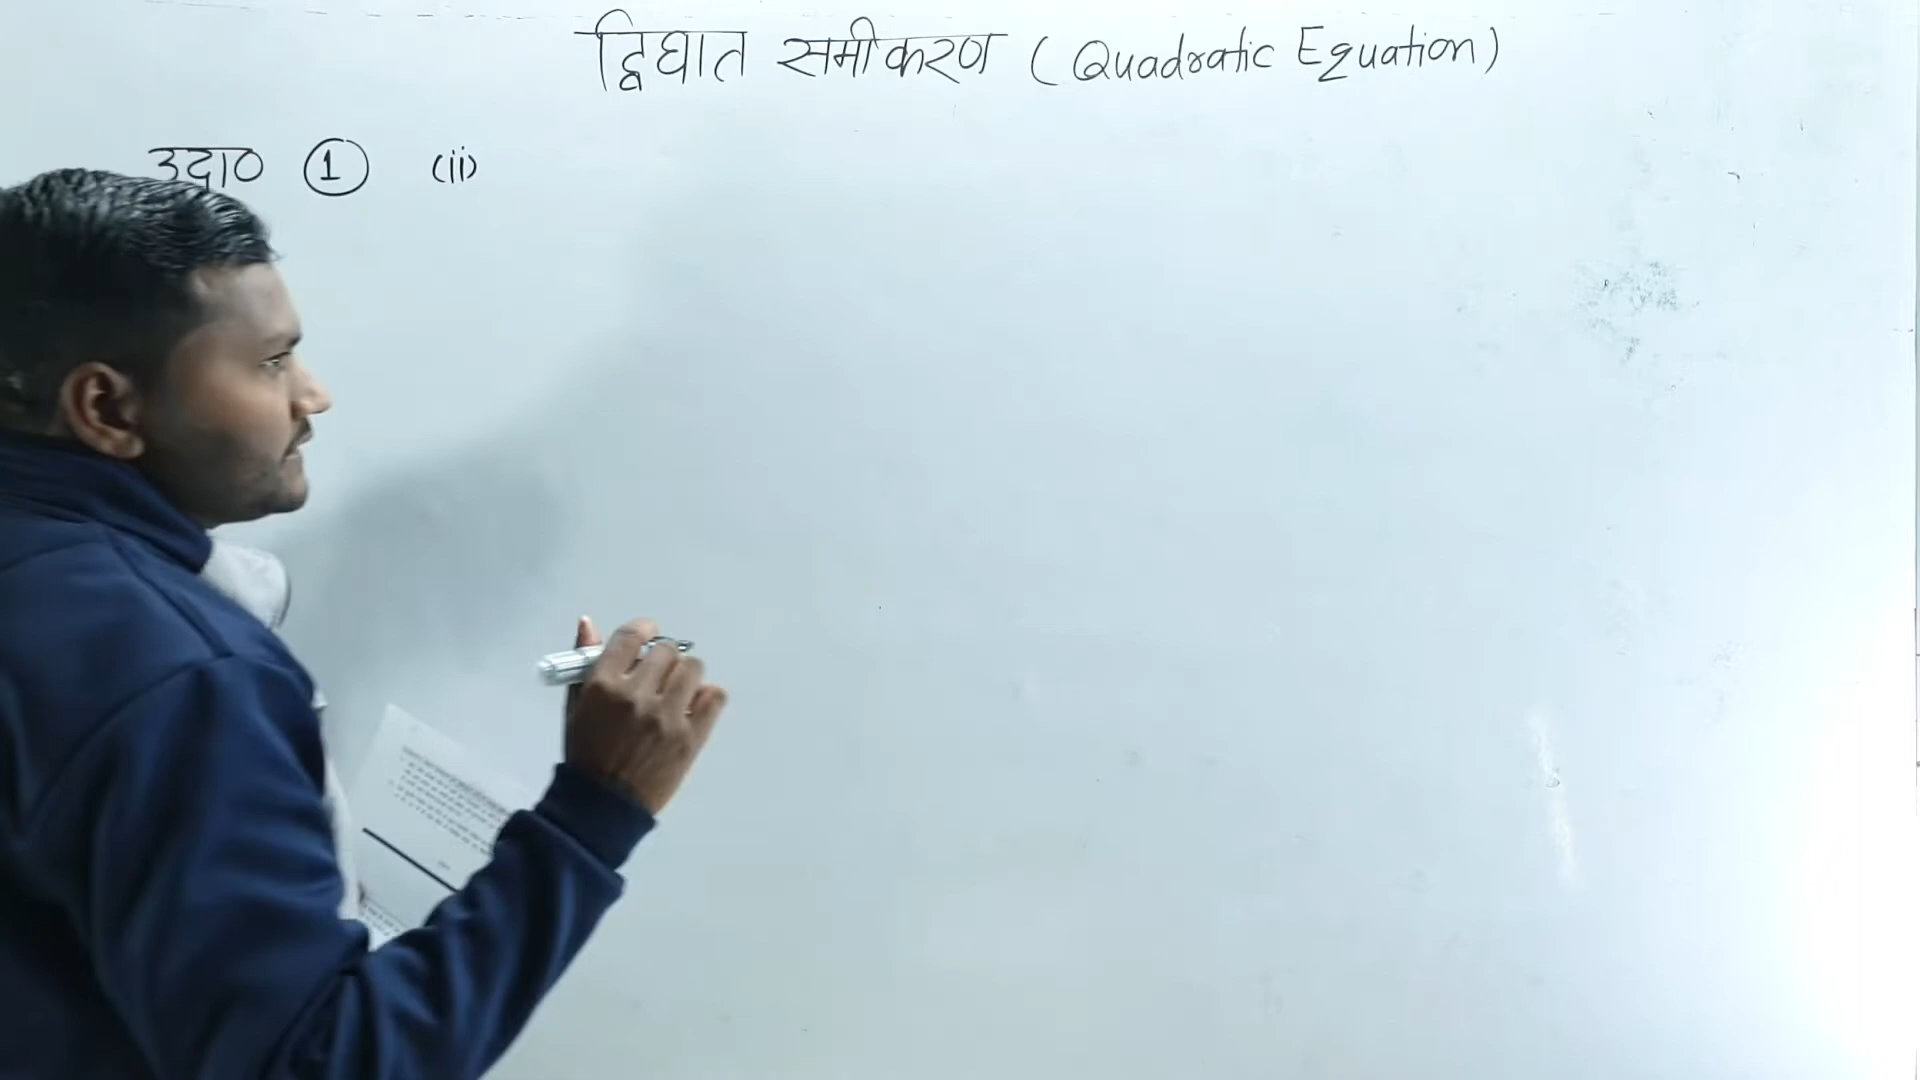 द्विघात समीकरण (Quadratic Equation)
उदा० ① (ii)